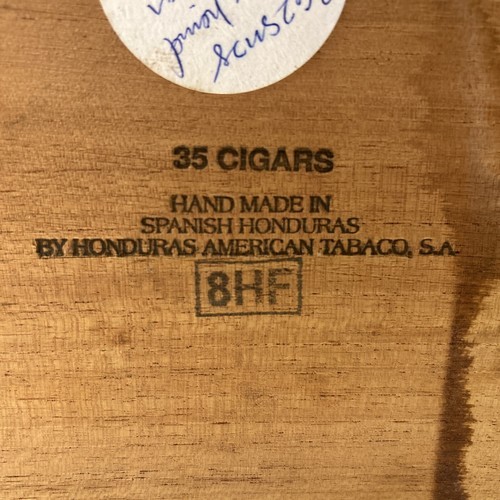 35 CIGARS
HAND MADE IN
SPANISH HONDURAS
BY HONDURAS AMERICAN TABACO, S.A.
8HF